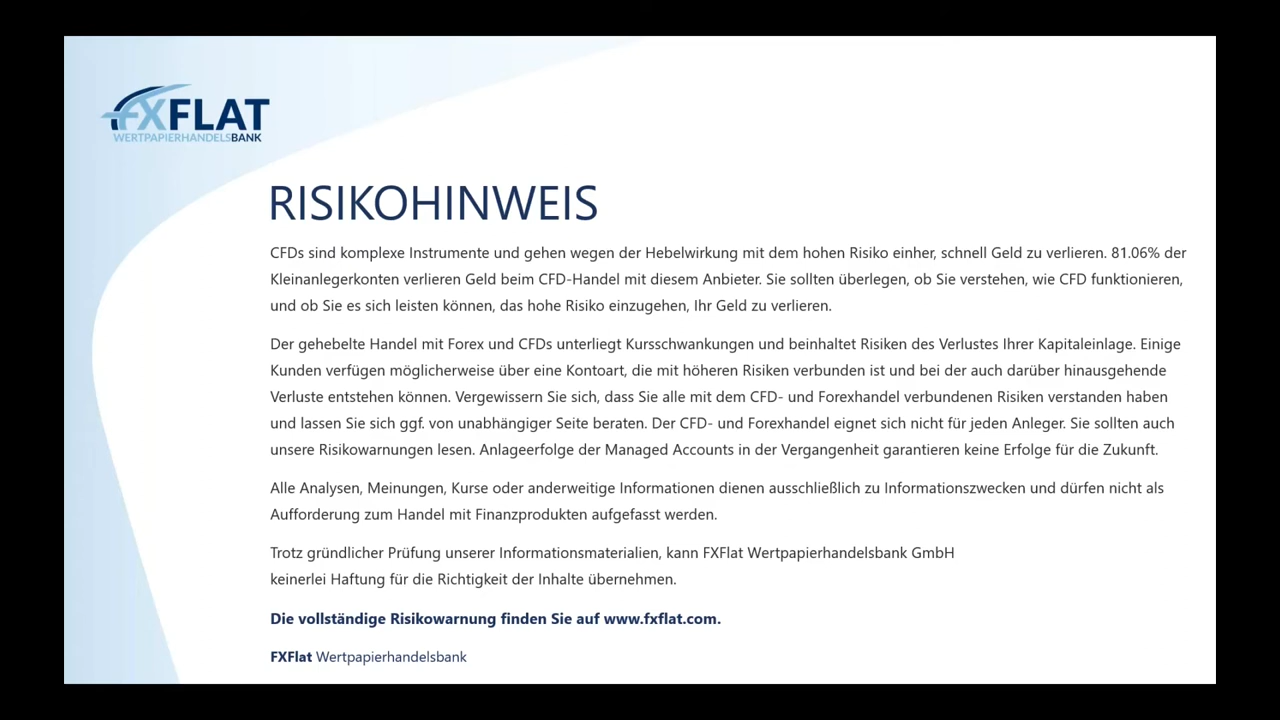 FXFLAT
WERTPAPIERHANDELSBANK
RISIKOHINWEIS
CFDs sind komplexe Instrumente und gehen wegen der Hebelwirkung mit dem hohen Risiko einher, schnell Geld zu verlieren. 81.06% der
Kleinanlegerkonten verlieren Geld beim CFD-Handel mit diesem Anbieter. Sie sollten überlegen, ob Sie verstehen, wie CFD funktionieren,
und ob Sie es sich leisten können, das hohe Risiko einzugehen, Ihr Geld zu verlieren.
Der gehebelte Handel mit Forex und CFDs unterliegt Kursschwankungen und beinhaltet Risiken des Verlustes Ihrer Kapitaleinlage. Einige
Kunden verfügen möglicherweise über eine Kontoart, die mit höheren Risiken verbunden ist und bei der auch darüber hinausgehende
Verluste entstehen können. Vergewissern Sie sich, dass Sie alle mit dem CFD- und Forexhandel verbundenen Risiken verstanden haben
und lassen Sie sich ggf. von unabhängiger Seite beraten. Der CFD- und Forexhandel eignet sich nicht für jeden Anleger. Sie sollten auch
unsere Risikowarnungen lesen. Anlageerfolge der Managed Accounts in der Vergangenheit garantieren keine Erfolge für die Zukunft.
Alle Analysen, Meinungen, Kurse oder anderweitige Informationen dienen ausschließlich zu Informationszwecken und dürfen nicht als
Aufforderung zum Handel mit Finanzprodukten aufgefasst werden.
Trotz gründlicher Prüfung unserer Informationsmaterialien, kann FXFlat Wertpapierhandelsbank GmbH
keinerlei Haftung für die Richtigkeit der Inhalte übernehmen.
Die vollständige Risikowarnung finden Sie auf www.fxflat.com.
FXFlat Wertpapierhandelsbank